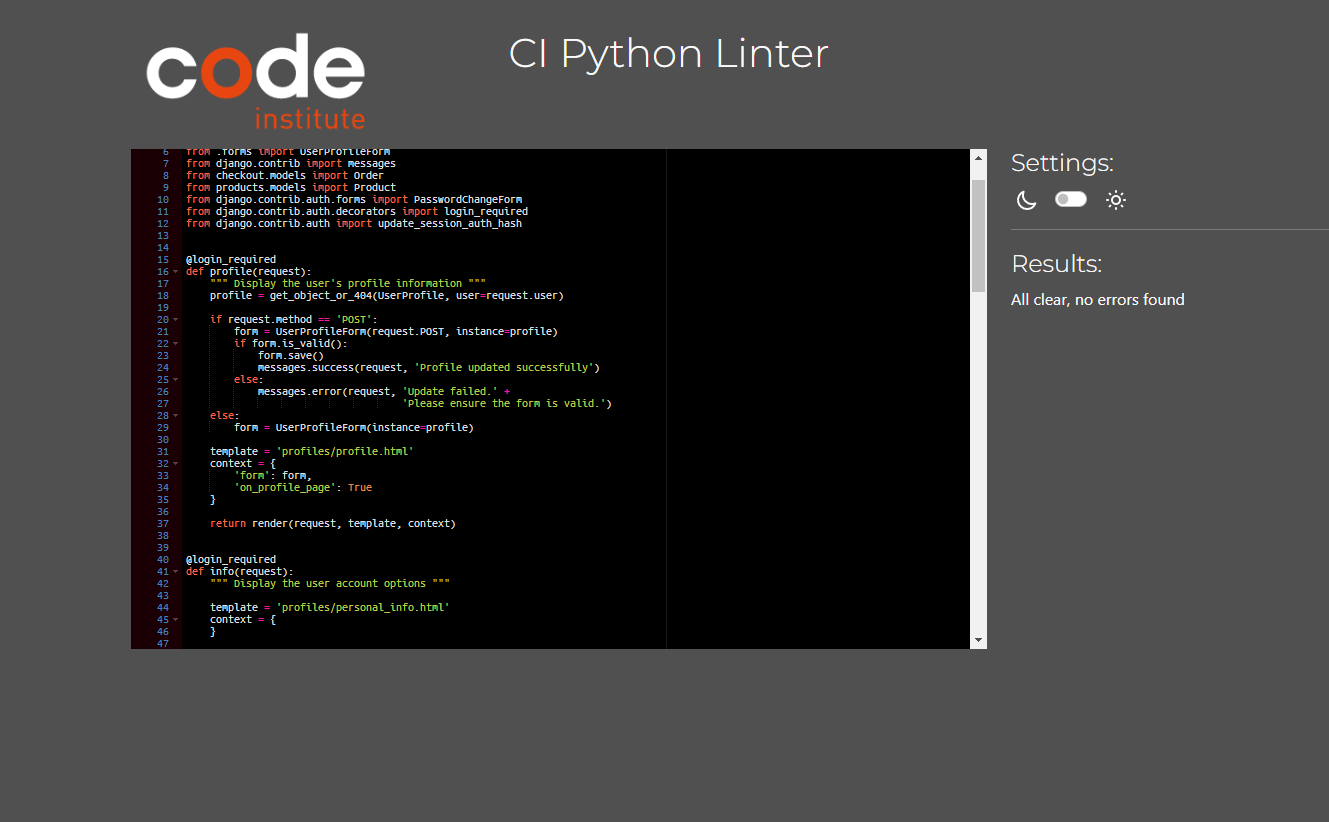 code
institute
CI Python Linter
6 from .forms import UserProfileForm
7 from django.contrib import messages
8 from checkout.models import Order
9 from products.models import Product
10 from django.contrib.auth.forms import PasswordChangeForm
11 from django.contrib.auth.decorators import login_required
12 from django.contrib.auth import update_session_auth_hash
13
14
15 @login_required
16 def profile(request):
17     """ Display the user's profile information """
18     profile = get_object_or_404(UserProfile, user=request.user)
19
20     if request.method == 'POST':
21         form = UserProfileForm(request.POST, instance=profile)
22         if form.is_valid():
23             form.save()
24             messages.success(request, 'Profile updated successfully')
25         else:
26             messages.error(request, 'Update failed.' +
27                                     'Please ensure the form is valid.')
28     else:
29         form = UserProfileForm(instance=profile)
30
31     template = 'profiles/profile.html'
32     context = {
33         'form': form,
34         'on_profile_page': True
35     }
36
37     return render(request, template, context)
38
39
40 @login_required
41 def info(request):
42     """ Display the user account options """
43
44     template = 'profiles/personal_info.html'
45     context = {
46     }
47
Settings:
Results:
All clear, no errors found